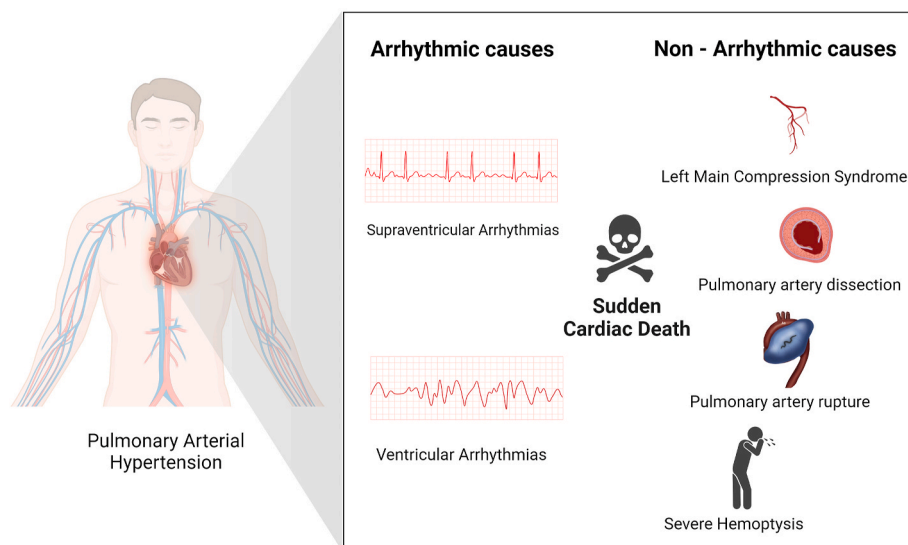 Arrhythmic causes
Non - Arrhythmic causes
Left Main Compression Syndrome
Supraventricular Arrhythmias
Pulmonary artery dissection
Sudden
Cardiac Death
Pulmonary artery rupture
Pulmonary Arterial
Hypertension
Ventricular Arrhythmias
Severe Hemoptysis